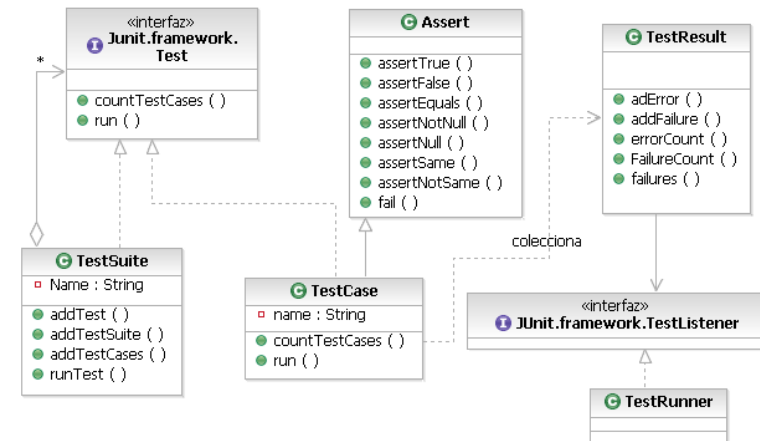 «interfaz»
Junit.framework.
Test
countTestCases ( )
run ( )
*
Assert
assertTrue ( )
assertFalse ( )
assertEquals ( )
assertNotNull ( )
assertNull ( )
assertSame ( )
assertNotSame ( )
fail ( )
TestResult
adError ( )
addFailure ( )
errorCount ( )
FailureCount ( )
failures ( )
colecciona
TestSuite
Name : String
addTest ( )
addTestSuite ( )
addTestCases ( )
runTest ( )
TestCase
name : String
countTestCases ( )
run ( )
«interfaz»
JUnit.framework.TestListener
TestRunner